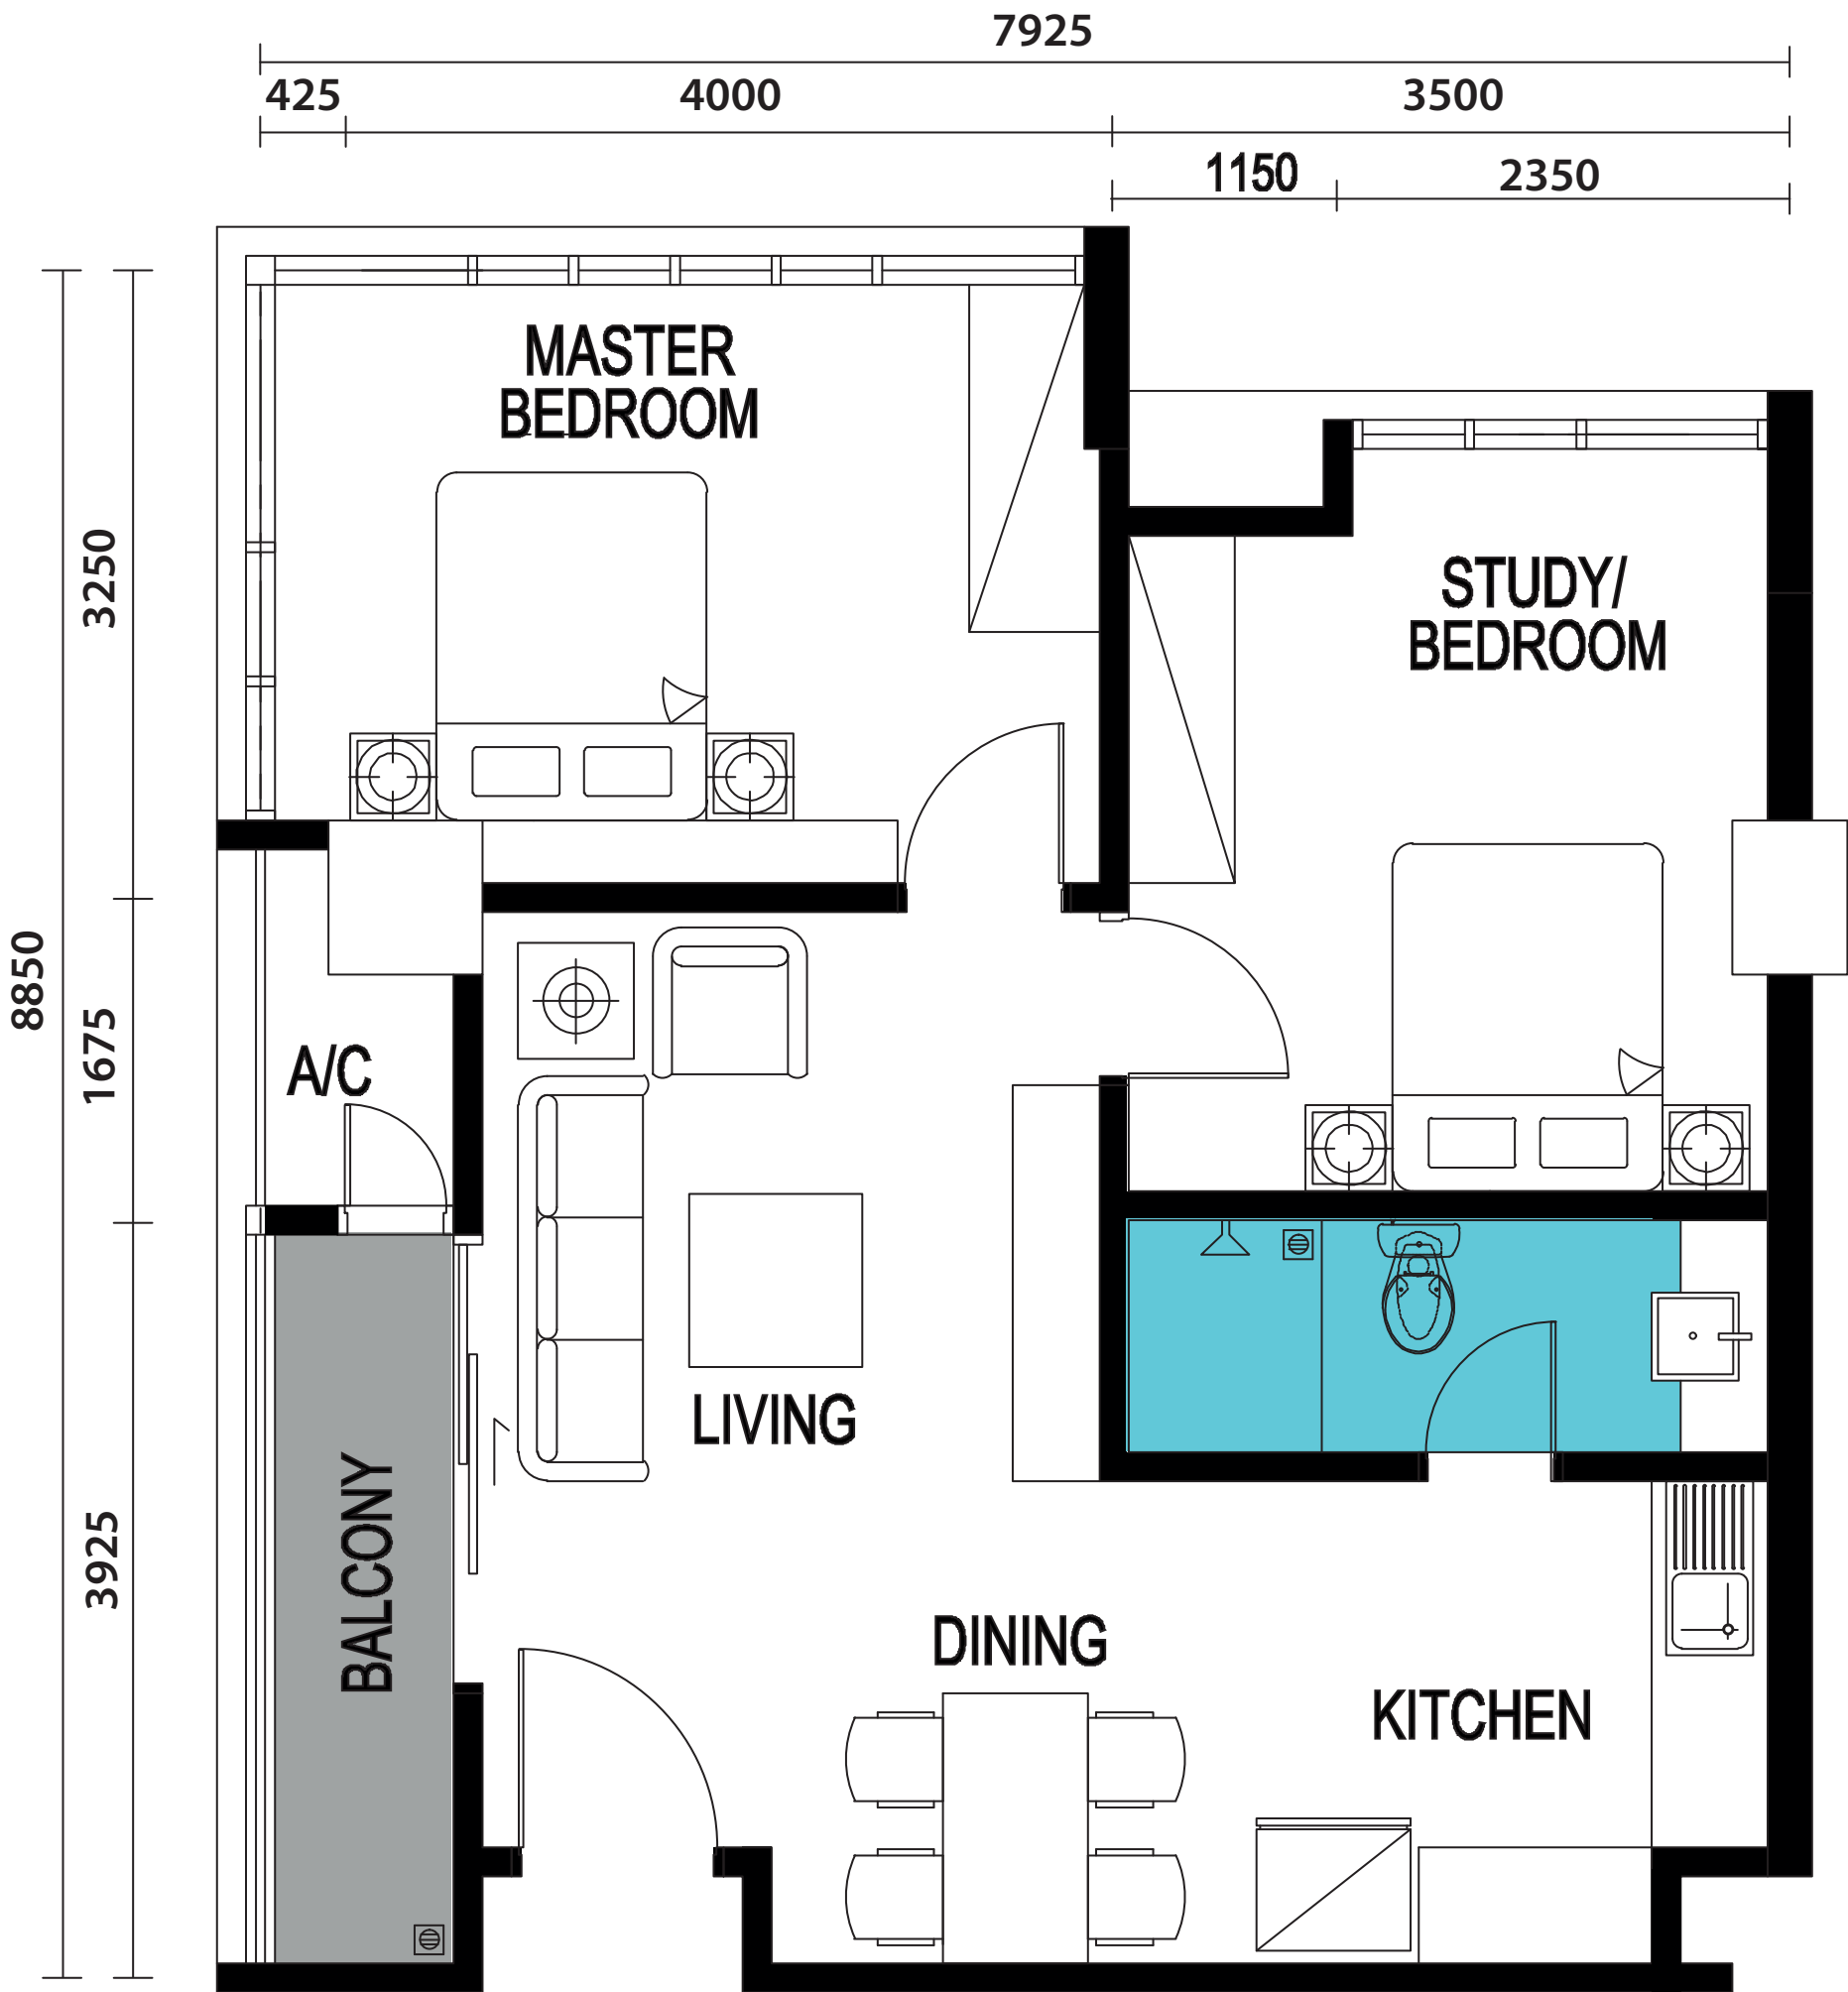 7925
425
4000
3500
1150
2350
MASTER
BEDROOM
STUDY/
BEDROOM
3250
8850
1675
A/C
LIVING
BALCONY
3925
DINING
KITCHEN